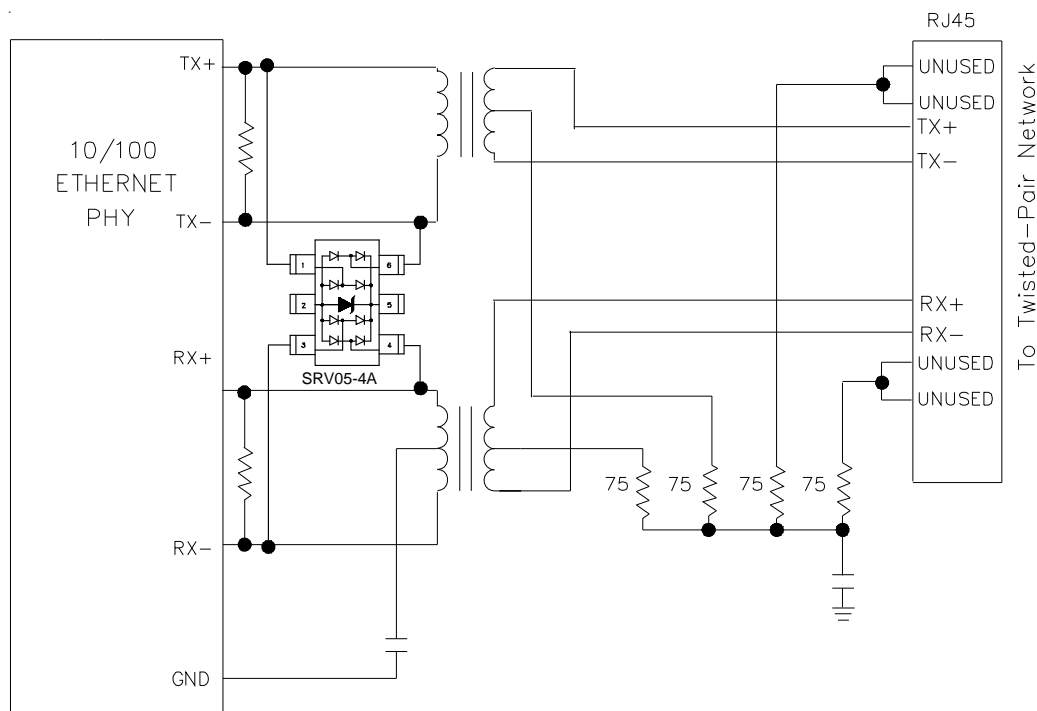 RJ45
10/100
ETHERNET
PHY
TX+
TX-
RX+
RX-
GND
1
2
3
6
5
4
SRV05-4A
UNUSED
UNUSED
TX+
TX-
RX+
RX-
UNUSED
UNUSED
75
75
75
75
To Twisted-Pair Network